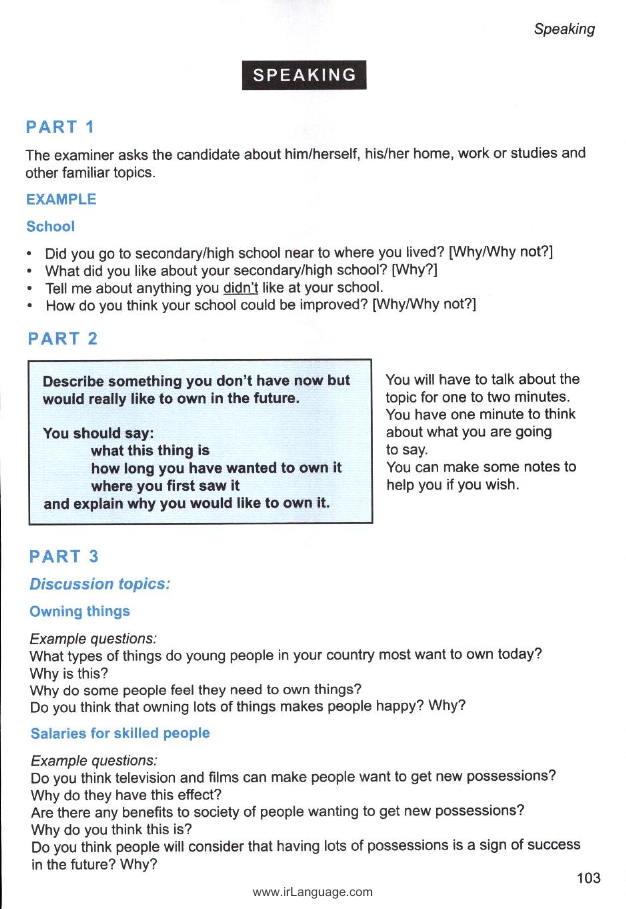 Speaking
SPEAKING
PART 1
The examiner asks the candidate about him/herself, his/her home, work or studies and
other familiar topics.
EXAMPLE
School
• Did you go to secondary/high school near to where you lived? [Why/Why not?]
• What did you like about your secondary/high school? [Why?]
• Tell me about anything you didn't like at your school.
• How do you think your school could be improved? [Why/Why not?]
PART 2
Describe something you don't have now but
would really like to own in the future.
You should say:
what this thing is
how long you have wanted to own it
where you first saw it
and explain why you would like to own it.
You will have to talk about the
topic for one to two minutes.
You have one minute to think
about what you are going
to say.
You can make some notes to
help you if you wish.
PART 3
Discussion topics:
Owning things
Example questions:
What types of things do young people in your country most want to own today?
Why is this?
Why do some people feel they need to own things?
Do you think that owning lots of things makes people happy? Why?
Salaries for skilled people
Example questions:
Do you think television and films can make people want to get new possessions?
Why do they have this effect?
Are there any benefits to society of people wanting to get new possessions?
Why do you think this is?
Do you think people will consider that having lots of possessions is a sign of success
in the future? Why?
103
www.irLanguage.com